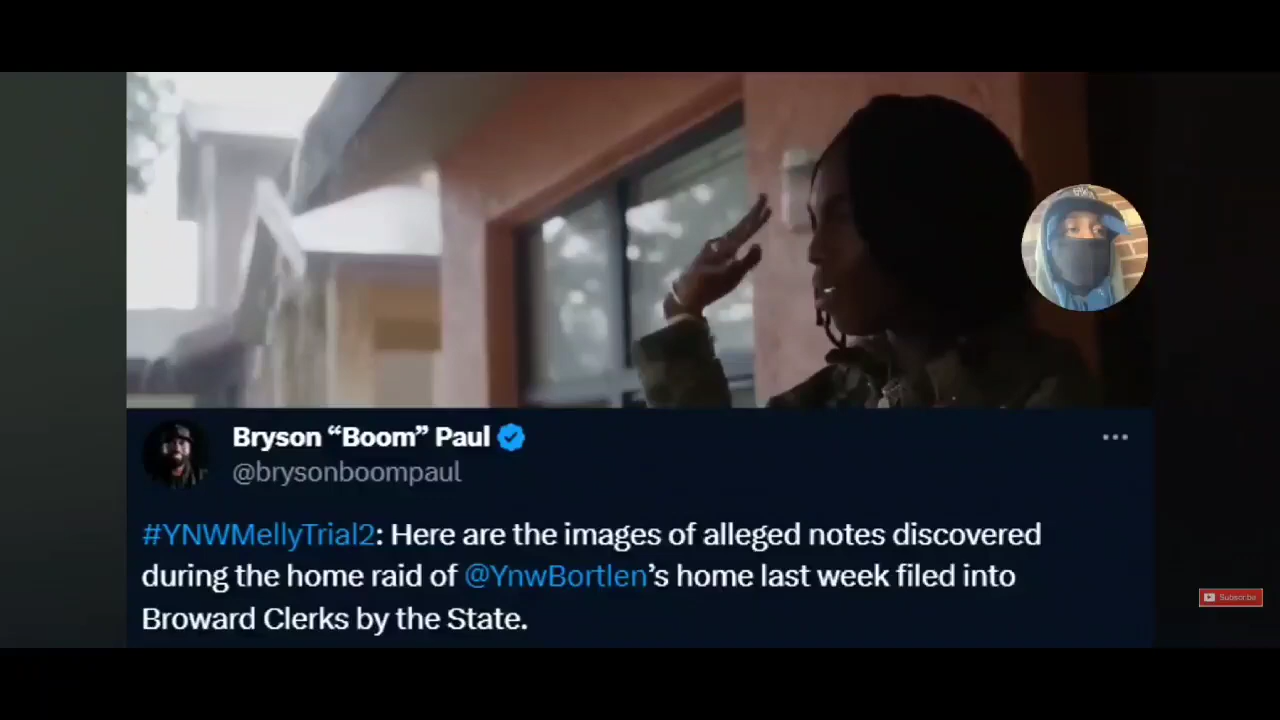 Bryson “Boom” Paul
@brysonboompaul
#YNWMellyTrial2: Here are the images of alleged notes discovered
during the home raid of @YnwBortlen’s home last week filed into
Broward Clerks by the State.
Subscribe